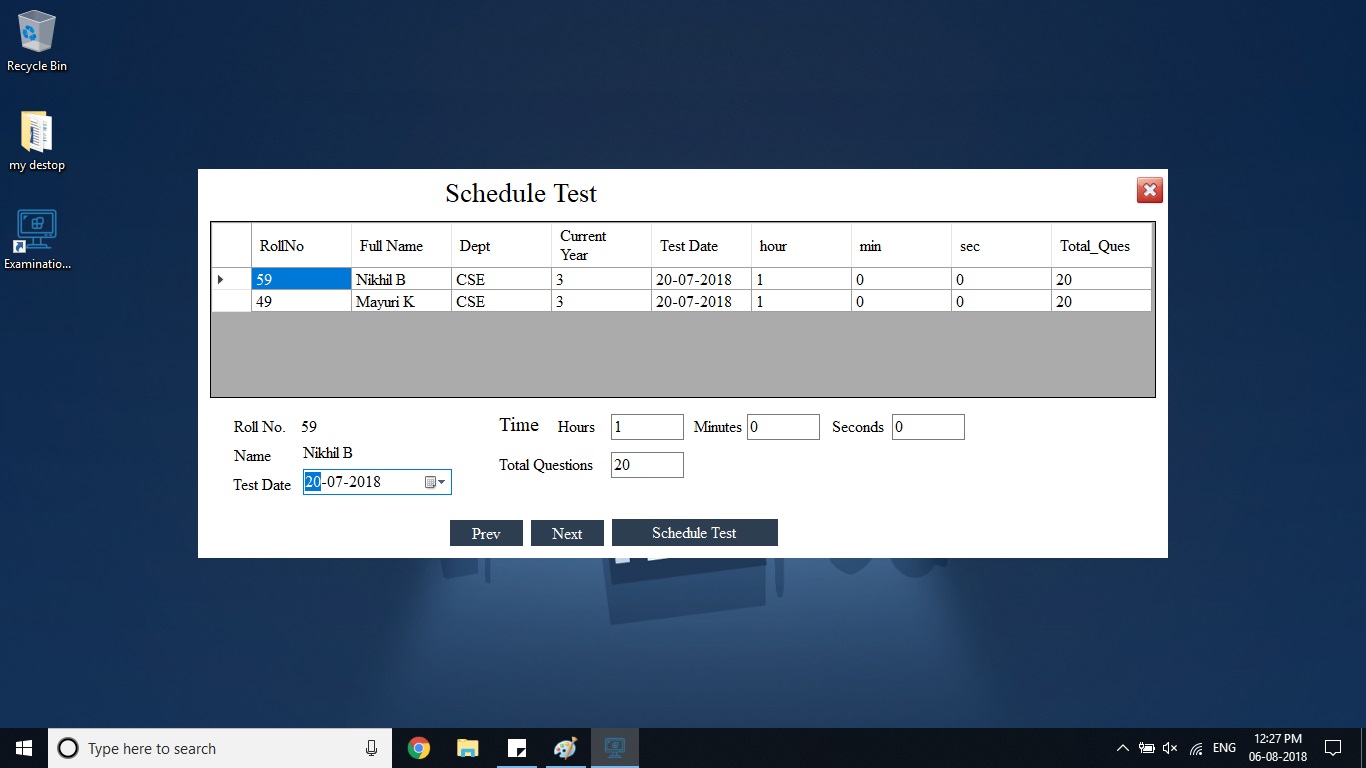 Recycle Bin
my destop
Examinatio...
Schedule Test
RollNo Full Name Dept Current Year Test Date hour min sec Total_Ques
59 Nikhil B CSE 3 20-07-2018 1 0 0 20
49 Mayuri K CSE 3 20-07-2018 1 0 0 20
Roll No. 59
Name Nikhil B
Test Date 20-07-2018
Time Hours 1 Minutes 0 Seconds 0
Total Questions 20
Prev Next Schedule Test
Type here to search
ENG
12:27 PM
06-08-2018